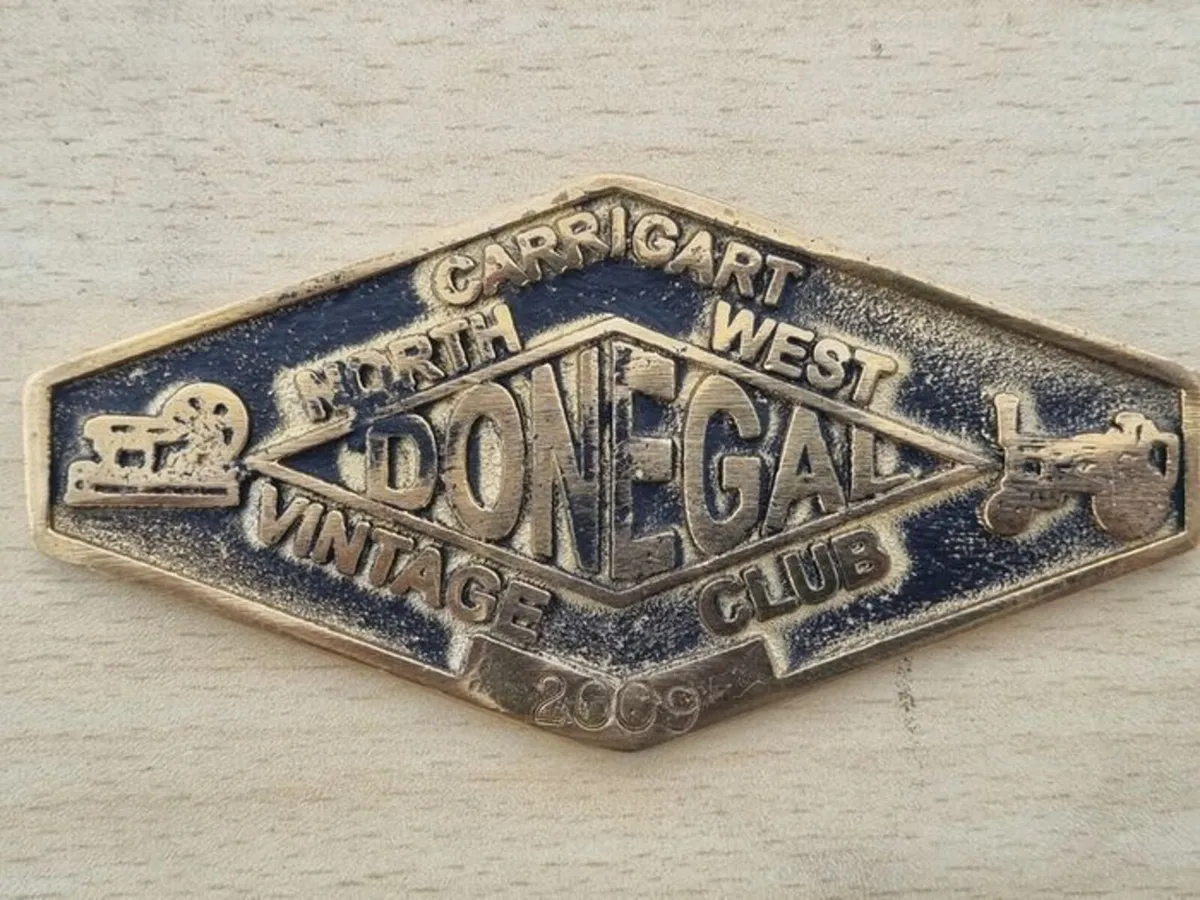 CARRIGART
NORTH WEST
DONEGAL
VINTAGE CLUB
2009